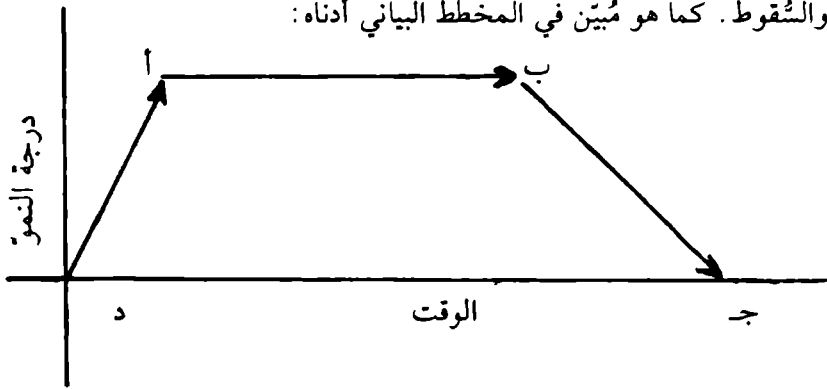 والسُّقوط. كما هو مُبيّن في المخطط البياني أدناه:
أ
ب
درجة النموّ
د
الوقت
جـ